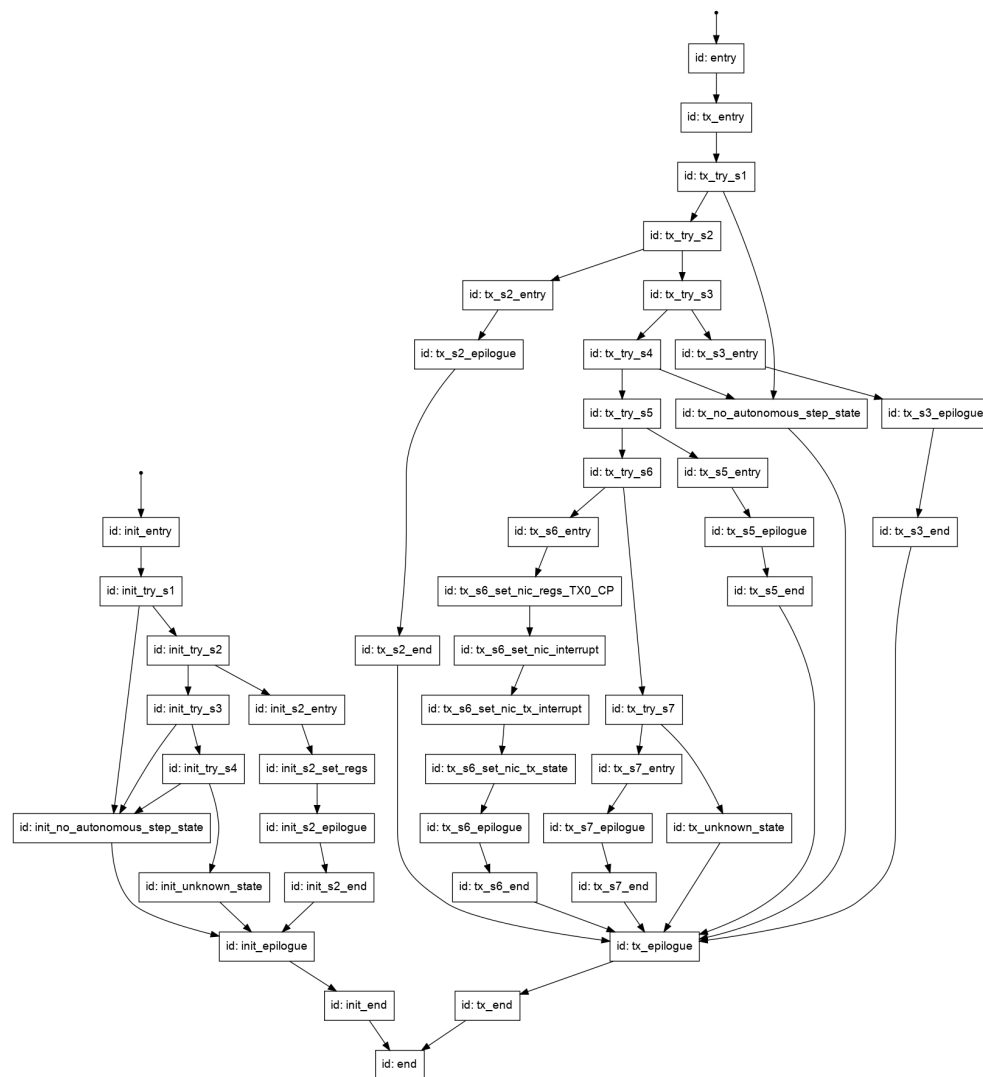 id: entry
id: tx_entry
id: tx_try_s1
id: tx_try_s2
id: tx_s2_entry
id: tx_try_s3
id: tx_s2_epilogue
id: tx_try_s4
id: tx_s3_entry
id: tx_try_s5
id: tx_no_autonomous_step_state
id: tx_s3_epilogue
id: tx_try_s6
id: tx_s5_entry
id: init_entry
id: tx_s6_entry
id: tx_s5_epilogue
id: tx_s3_end
id: init_try_s1
id: tx_s6_set_nic_regs_TX0_CP
id: tx_s5_end
id: init_try_s2
id: tx_s2_end
id: tx_s6_set_nic_interrupt
id: init_try_s3
id: init_s2_entry
id: tx_s6_set_nic_tx_interrupt
id: tx_try_s7
id: init_try_s4
id: init_s2_set_regs
id: tx_s6_set_nic_tx_state
id: tx_s7_entry
id: init_no_autonomous_step_state
id: init_s2_epilogue
id: tx_s6_epilogue
id: tx_s7_epilogue
id: tx_unknown_state
id: init_unknown_state
id: init_s2_end
id: tx_s6_end
id: tx_s7_end
id: init_epilogue
id: tx_epilogue
id: init_end
id: tx_end
id: end